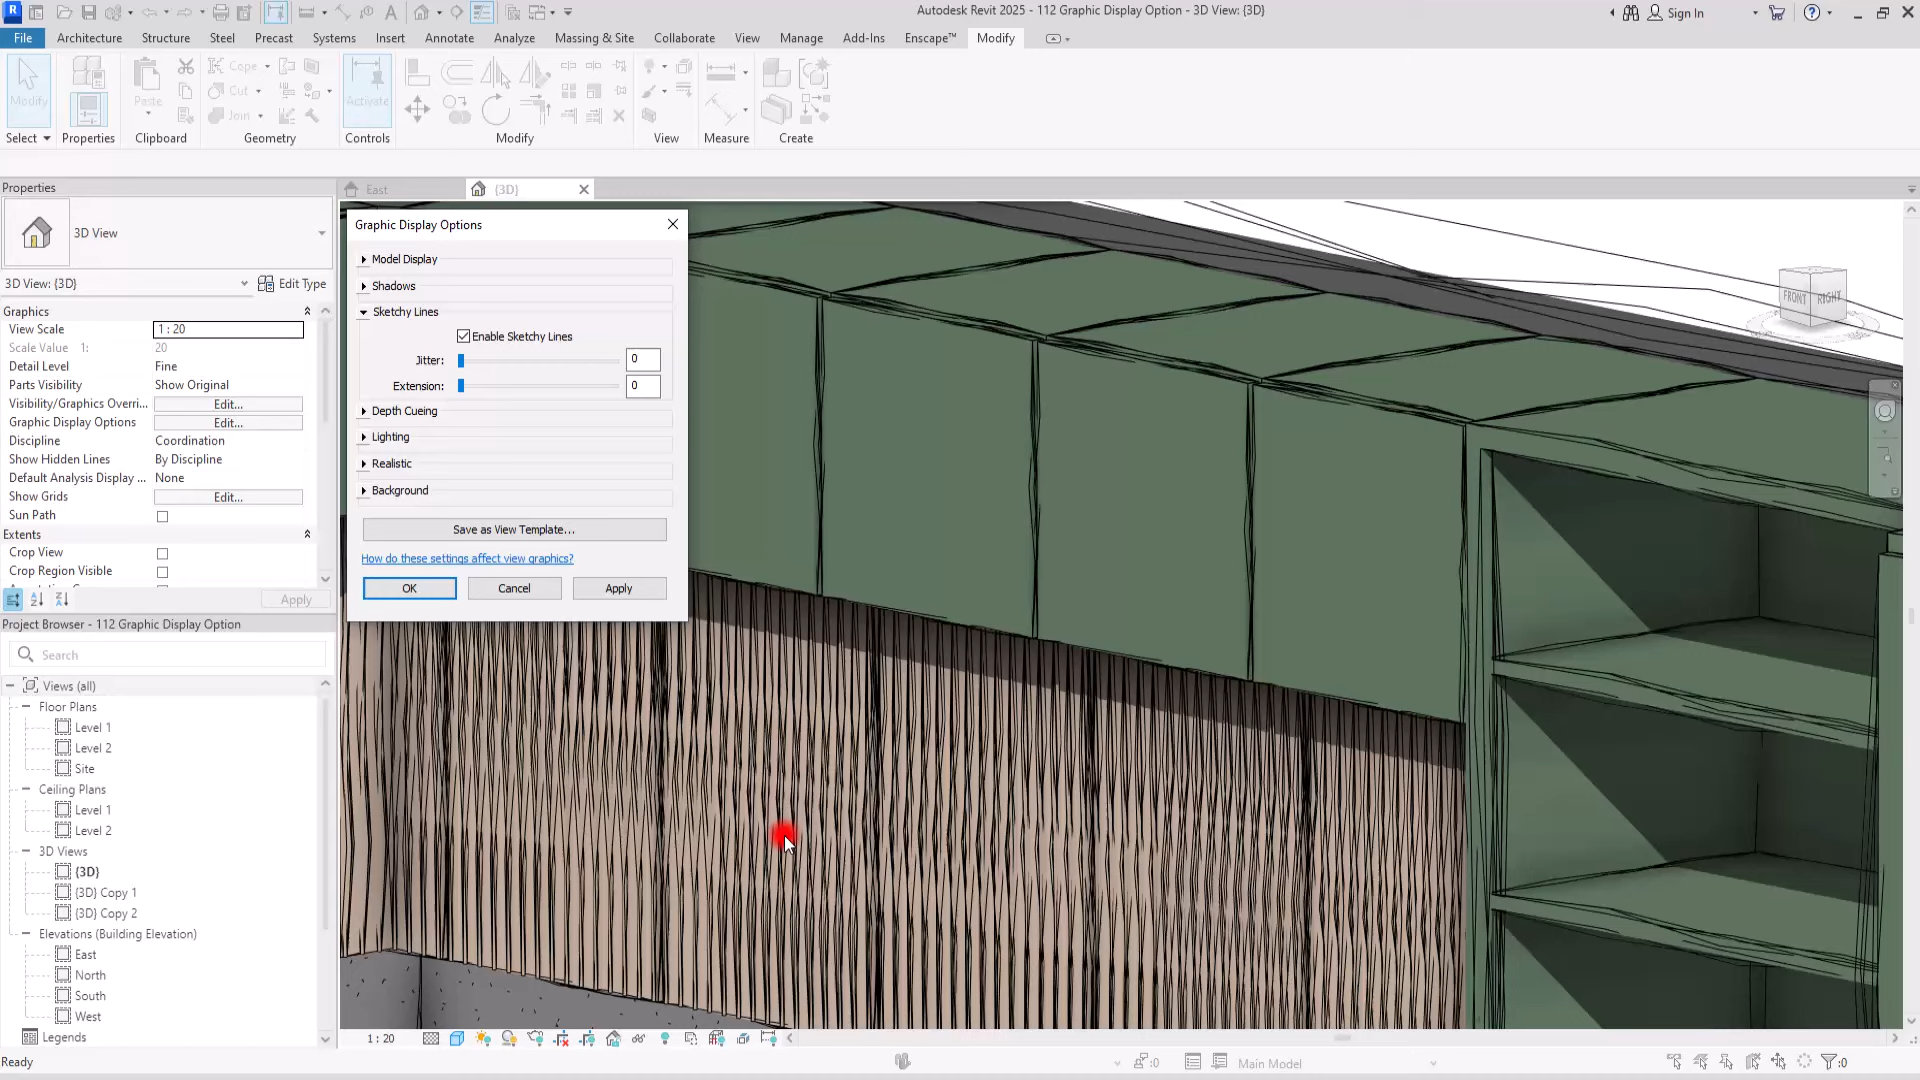 Autodesk Revit 2025 - 112 Graphic Display Option - 3D View: {3D}
Sign In
File Architecture Structure Steel Precast Systems Insert Annotate Analyze Massing & Site Collaborate View Manage Add-Ins Enscape™ Modify
Modify
Paste
Cope
Cut
Join
Activate
Select Properties Clipboard Geometry Controls Modify View Measure Create
Properties
East
{3D}
3D View
3D View: {3D}
Edit Type
Graphics
View Scale 1 : 20
Scale Value 1: 20
Detail Level Fine
Parts Visibility Show Original
Visibility/Graphics Overri... Edit...
Graphic Display Options Edit...
Discipline Coordination
Show Hidden Lines By Discipline
Default Analysis Display ... None
Show Grids Edit...
Sun Path
Extents
Crop View
Crop Region Visible
Apply
Project Browser - 112 Graphic Display Option
Search
Views (all)
Floor Plans
Level 1
Level 2
Site
Ceiling Plans
Level 1
Level 2
3D Views
{3D}
{3D} Copy 1
{3D} Copy 2
Elevations (Building Elevation)
East
North
South
West
Legends
Graphic Display Options
Model Display
Shadows
Sketchy Lines
Enable Sketchy Lines
Jitter: 0
Extension: 0
Depth Cueing
Lighting
Realistic
Background
Save as View Template...
How do these settings affect view graphics?
OK Cancel Apply
FRONT RIGHT
1 : 20
Ready
:0
Main Model
:0